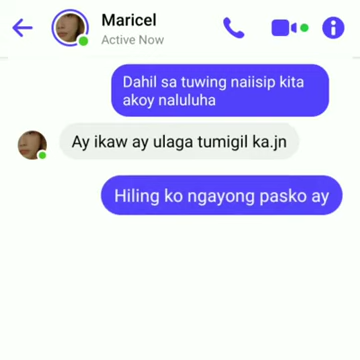 Maricel
Active Now
Dahil sa tuwing naiisip kita
akoy naluluha
Ay ikaw ay ulaga tumigil ka.jn
Hiling ko ngayong pasko ay